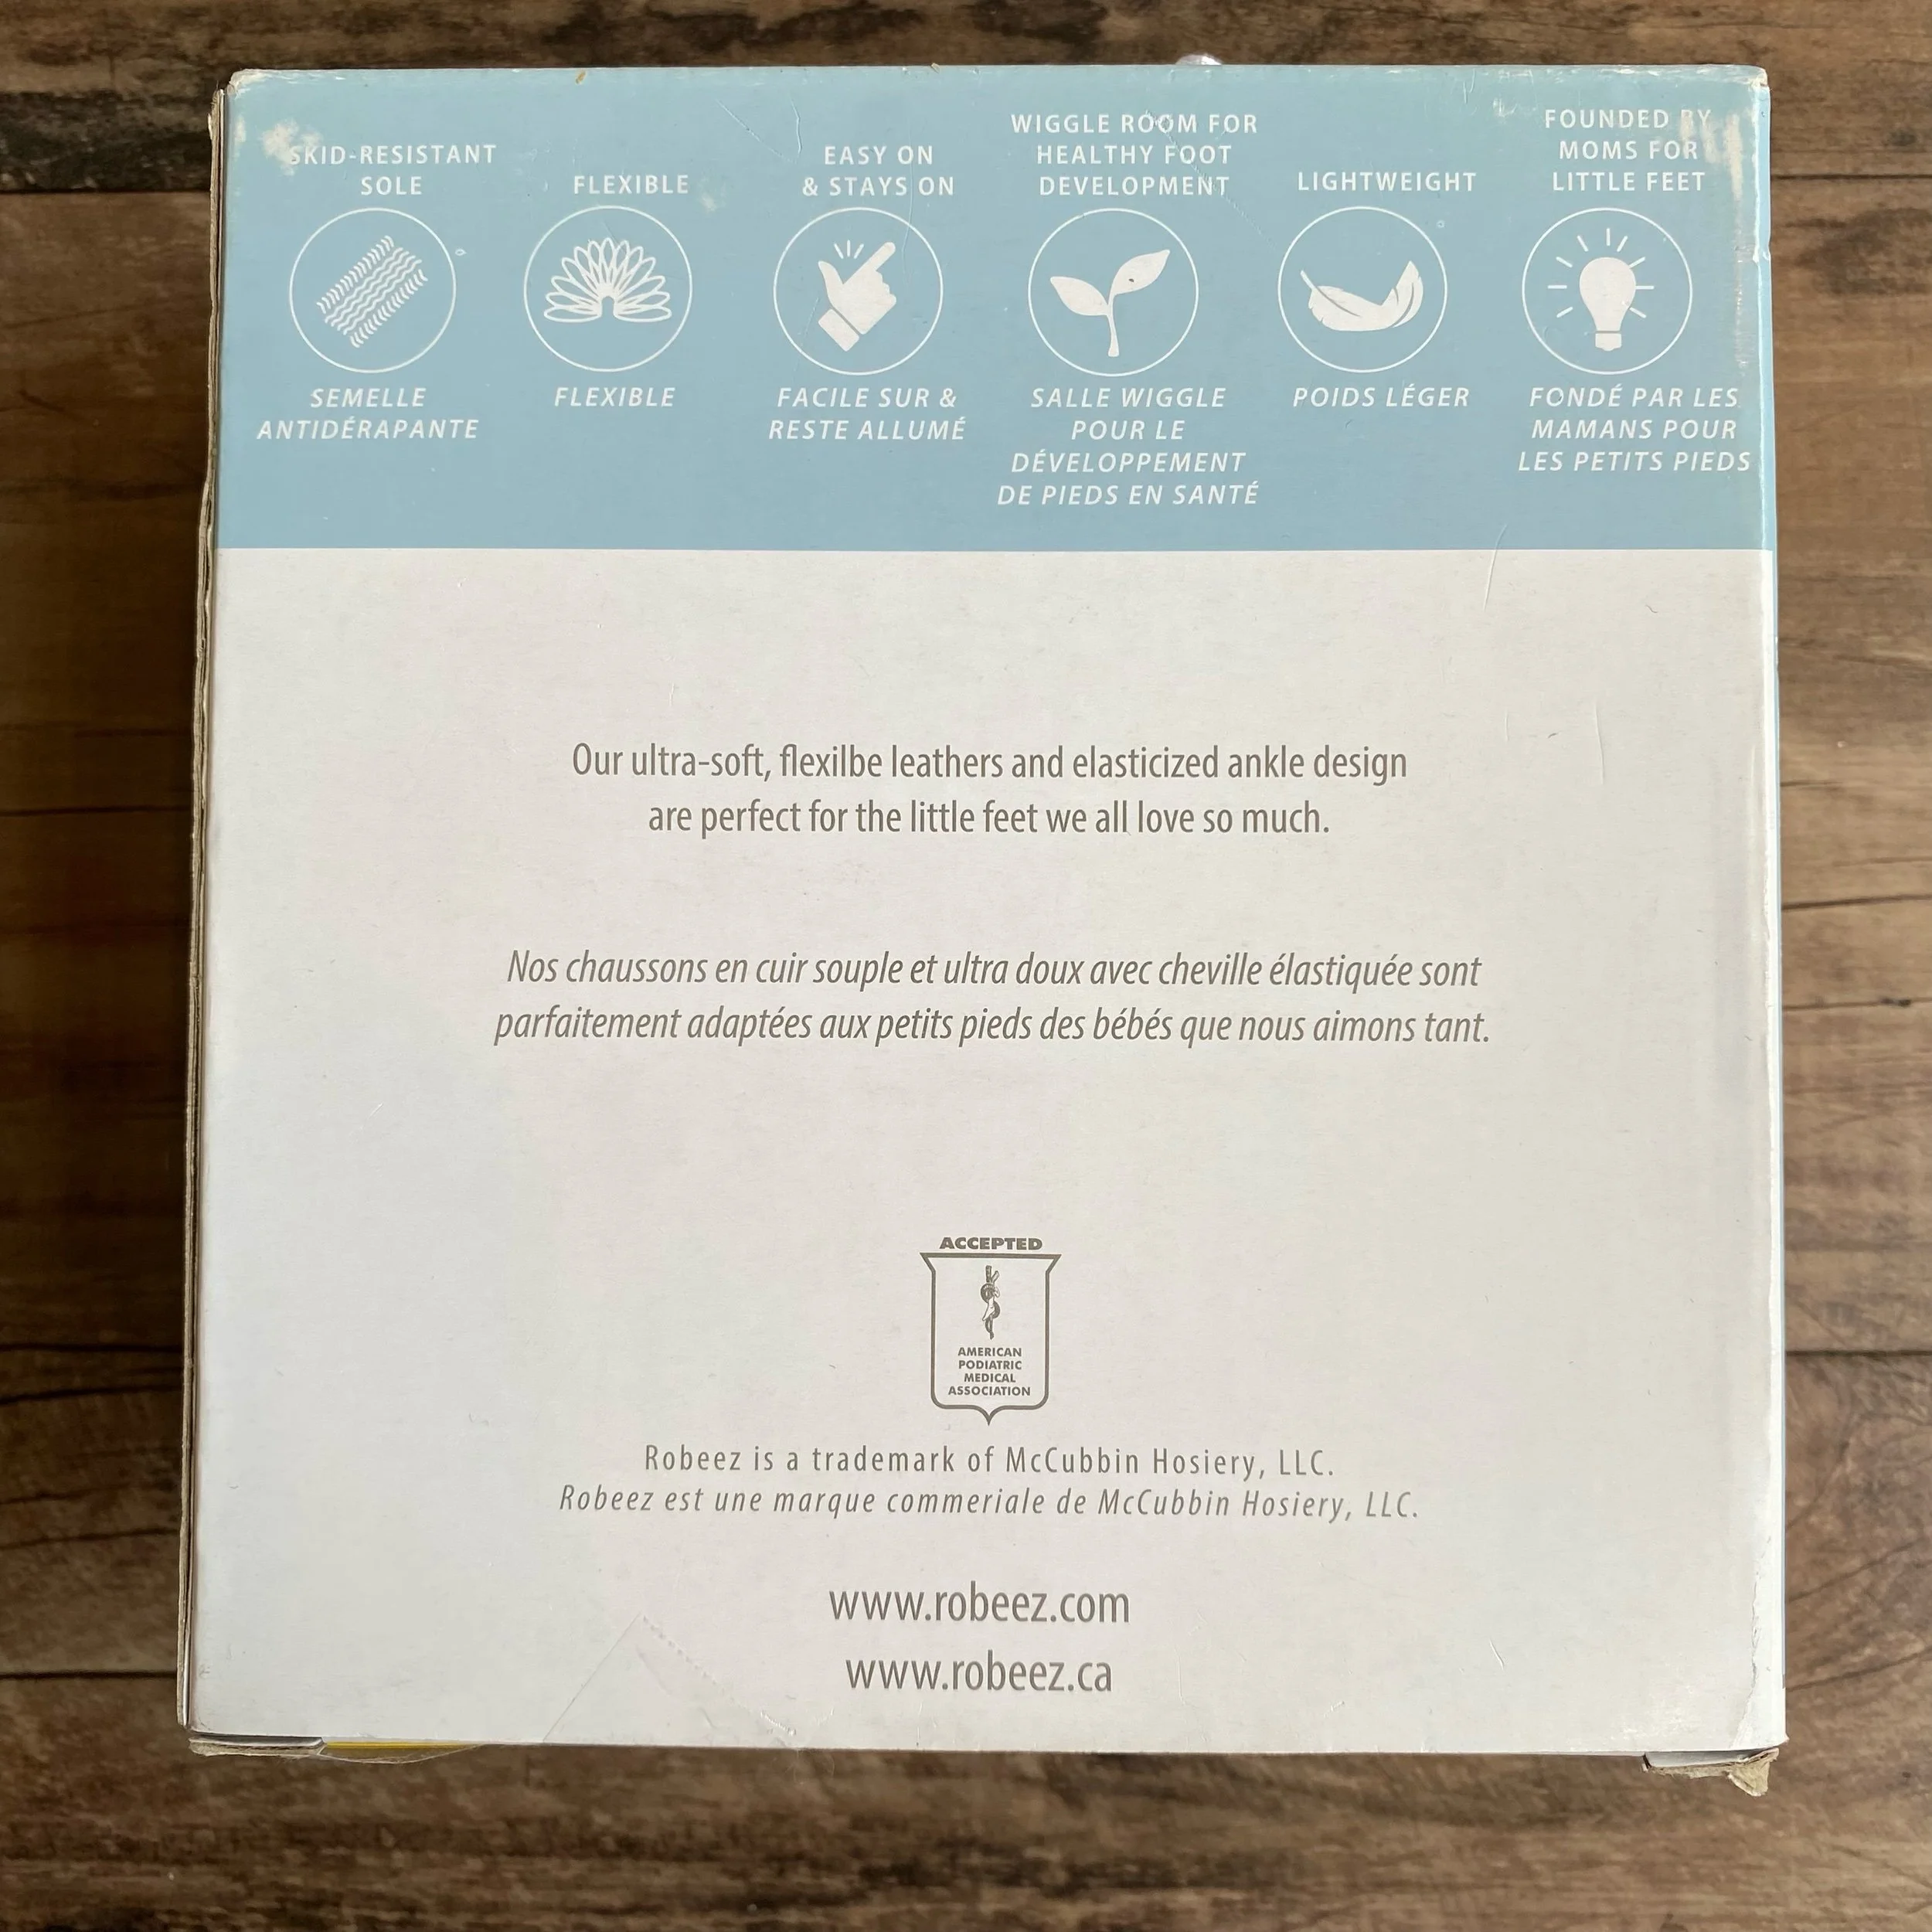 SKID-RESISTANT
SOLE
FLEXIBLE
EASY ON
& STAYS ON
WIGGLE ROOM FOR
HEALTHY FOOT
DEVELOPMENT
LIGHTWEIGHT
FOUNDED BY
MOMS FOR
LITTLE FEET
SEMELLE
ANTIDÉRAPANTE
FLEXIBLE
FACILE SUR &
RESTE ALLUMÉ
SALLE WIGGLE
POUR LE
DÉVELOPPEMENT
DE PIEDS EN SANTÉ
POIDS LÉGER
FONDÉ PAR LES
MAMANS POUR
LES PETITS PIEDS
Our ultra-soft, flexilbe leathers and elasticized ankle design
are perfect for the little feet we all love so much.
Nos chaussons en cuir souple et ultra doux avec cheville élastiquée sont
parfaitement adaptées aux petits pieds des bébés que nous aimons tant.
ACCEPTED
AMERICAN
PODIATRIC
MEDICAL
ASSOCIATION
Robeez is a trademark of McCubbin Hosiery, LLC.
Robeez est une marque commeriale de McCubbin Hosiery, LLC.
www.robeez.com
www.robeez.ca